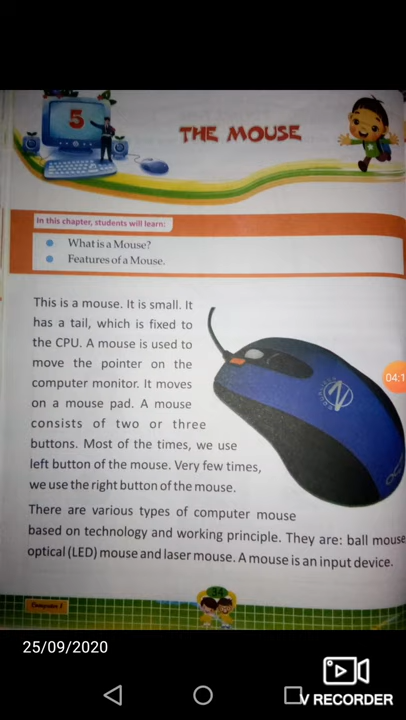 5
THE MOUSE
In this chapter, students will learn:
What is a Mouse?
Features of a Mouse.
This is a mouse. It is small. It
has a tail, which is fixed to
the CPU. A mouse is used to
move the pointer on the
computer monitor. It moves
on a mouse pad. A mouse
consists of two or three
buttons. Most of the times, we use
left button of the mouse. Very few times,
we use the right button of the mouse.
There are various types of computer mouse
based on technology and working principle. They are: ball mouse
optical (LED) mouse and laser mouse. A mouse is an input device.
04:1
25/09/2020
V RECORDER